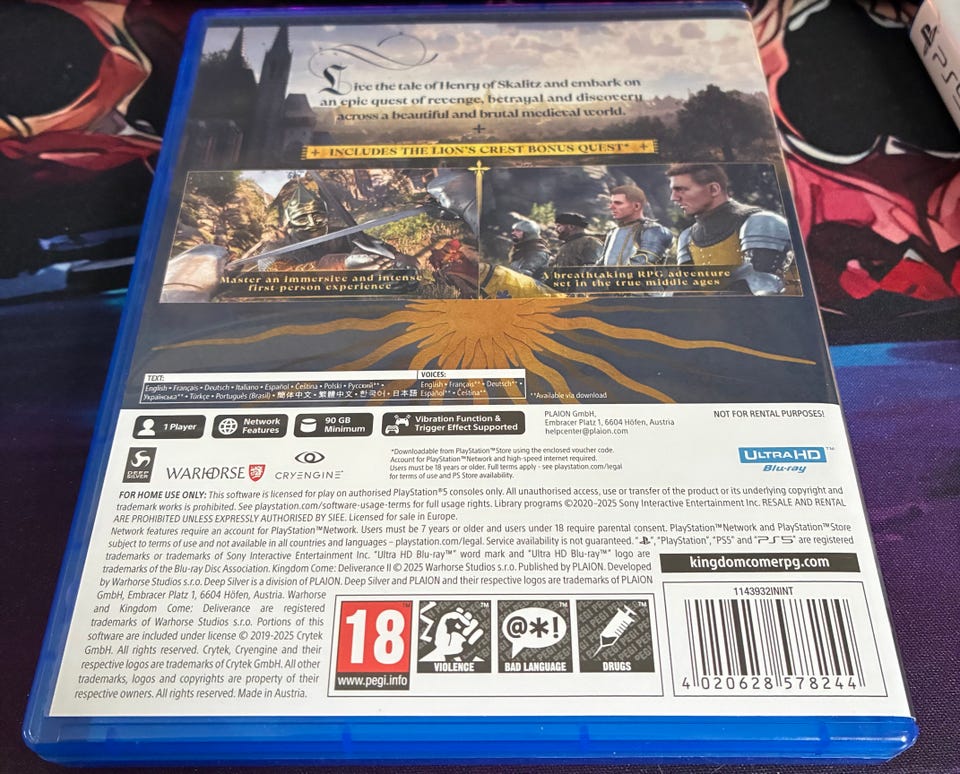 PS5
Live the tale of Henry of Skalitz and embark on
an epic quest of revenge, betrayal and discovery
across a beautiful and brutal medieval world.
+ INCLUDES THE LION'S CREST BONUS QUEST* +
Master an immersive and intense
first person experience
A breathtaking RPG adventure
set in the true middle ages
TEXT:
English • Français • Deutsch • Italiano • Español • Čeština • Polski • Русский** •
Українська** • Türkçe • Português (Brasil) • 简体中文 • 繁體中文 • 한국어 • 日本語
VOICES:
English • Français** • Deutsch** •
Español** • Čeština**
**Available via download
1 Player
Network
Features
90 GB
Minimum
Vibration Function &
Trigger Effect Supported
PLAION GmbH,
Embracer Platz 1, 6604 Höfen, Austria
helpcenter@plaion.com
NOT FOR RENTAL PURPOSES!
DEEP
SILVER
WARHORSE
CRYENGINE®
*Downloadable from PlayStation™Store using the enclosed voucher code.
Account for PlayStation™Network and high-speed internet required.
Users must be 18 years or older. Full terms apply - see playstation.com/legal
for terms of use and PS Store availability.
ULTRA HD™
Blu-ray
FOR HOME USE ONLY: This software is licensed for play on authorised PlayStation®5 consoles only. All unauthorised access, use or transfer of the product or its underlying copyright and
trademark works is prohibited. See playstation.com/software-usage-terms for full usage rights. Library programs ©2020–2025 Sony Interactive Entertainment Inc. RESALE AND RENTAL
ARE PROHIBITED UNLESS EXPRESSLY AUTHORISED BY SIEE. Licensed for sale in Europe.
Network features require an account for PlayStation™Network. Users must be 7 years or older and users under 18 require parental consent. PlayStation™Network and PlayStation™Store
subject to terms of use and not available in all countries and languages – playstation.com/legal. Service availability is not guaranteed. "", "PlayStation", "PS5" and "PS5" are registered
trademarks or trademarks of Sony Interactive Entertainment Inc. "Ultra HD Blu-ray™" word mark and "Ultra HD Blu-ray™" logo are
trademarks of the Blu-ray Disc Association. Kingdom Come: Deliverance II © 2025 Warhorse Studios s.r.o. Published by PLAION. Developed
by Warhorse Studios s.r.o. Deep Silver is a division of PLAION. Deep Silver and PLAION and their respective logos are trademarks of PLAION
GmbH, Embracer Platz 1, 6604 Höfen, Austria. Warhorse
and Kingdom Come: Deliverance are registered
trademarks of Warhorse Studios s.r.o. Portions of this
software are included under license © 2019-2025 Crytek
GmbH. All rights reserved. Crytek, Cryengine and their
respective logos are trademarks of Crytek GmbH. All other
trademarks, logos and copyrights are property of their
respective owners. All rights reserved. Made in Austria.
kingdomcomerpg.com
18
www.pegi.info
VIOLENCE
@*!
BAD LANGUAGE
DRUGS
1143932ININT
4 020628 578244